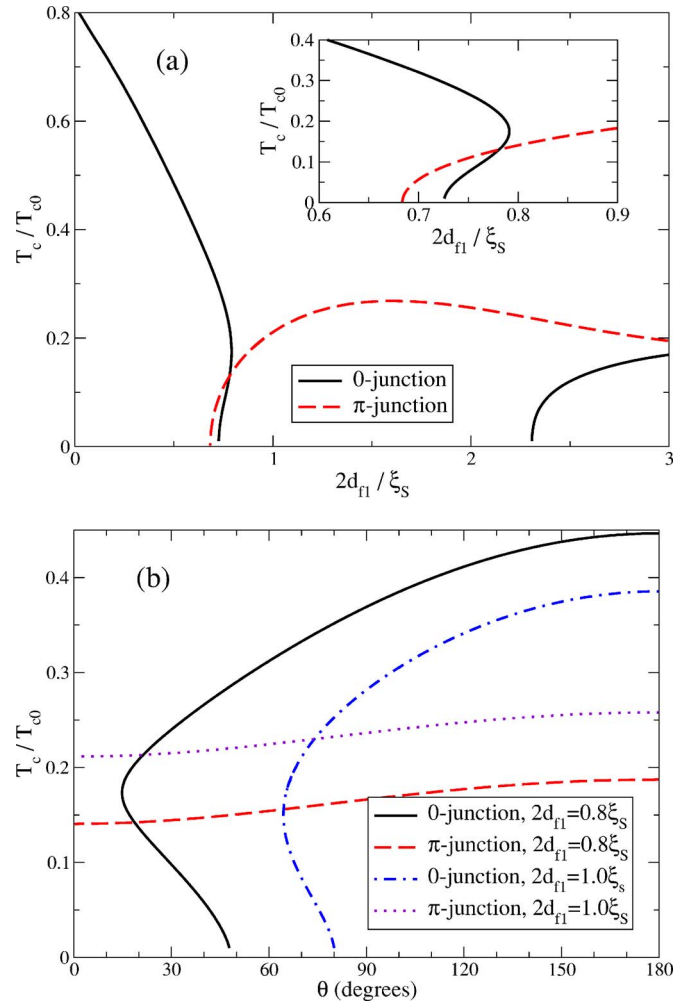 (a)
T_c / T_c0
0.8
0.6
0.4
0.2
0
0 1 2 3
2d_f1 / ξ_S
0-junction
π-junction
T_c / T_c0
0.4
0.3
0.2
0.1
0
0.6 0.7 0.8 0.9
2d_f1 / ξ_S
(b)
T_c / T_c0
0.4
0.3
0.2
0.1
0
0 30 60 90 120 150 180
θ (degrees)
0-junction, 2d_f1=0.8ξ_S
π-junction, 2d_f1=0.8ξ_S
0-junction, 2d_f1=1.0ξ_s
π-junction, 2d_f1=1.0ξ_S